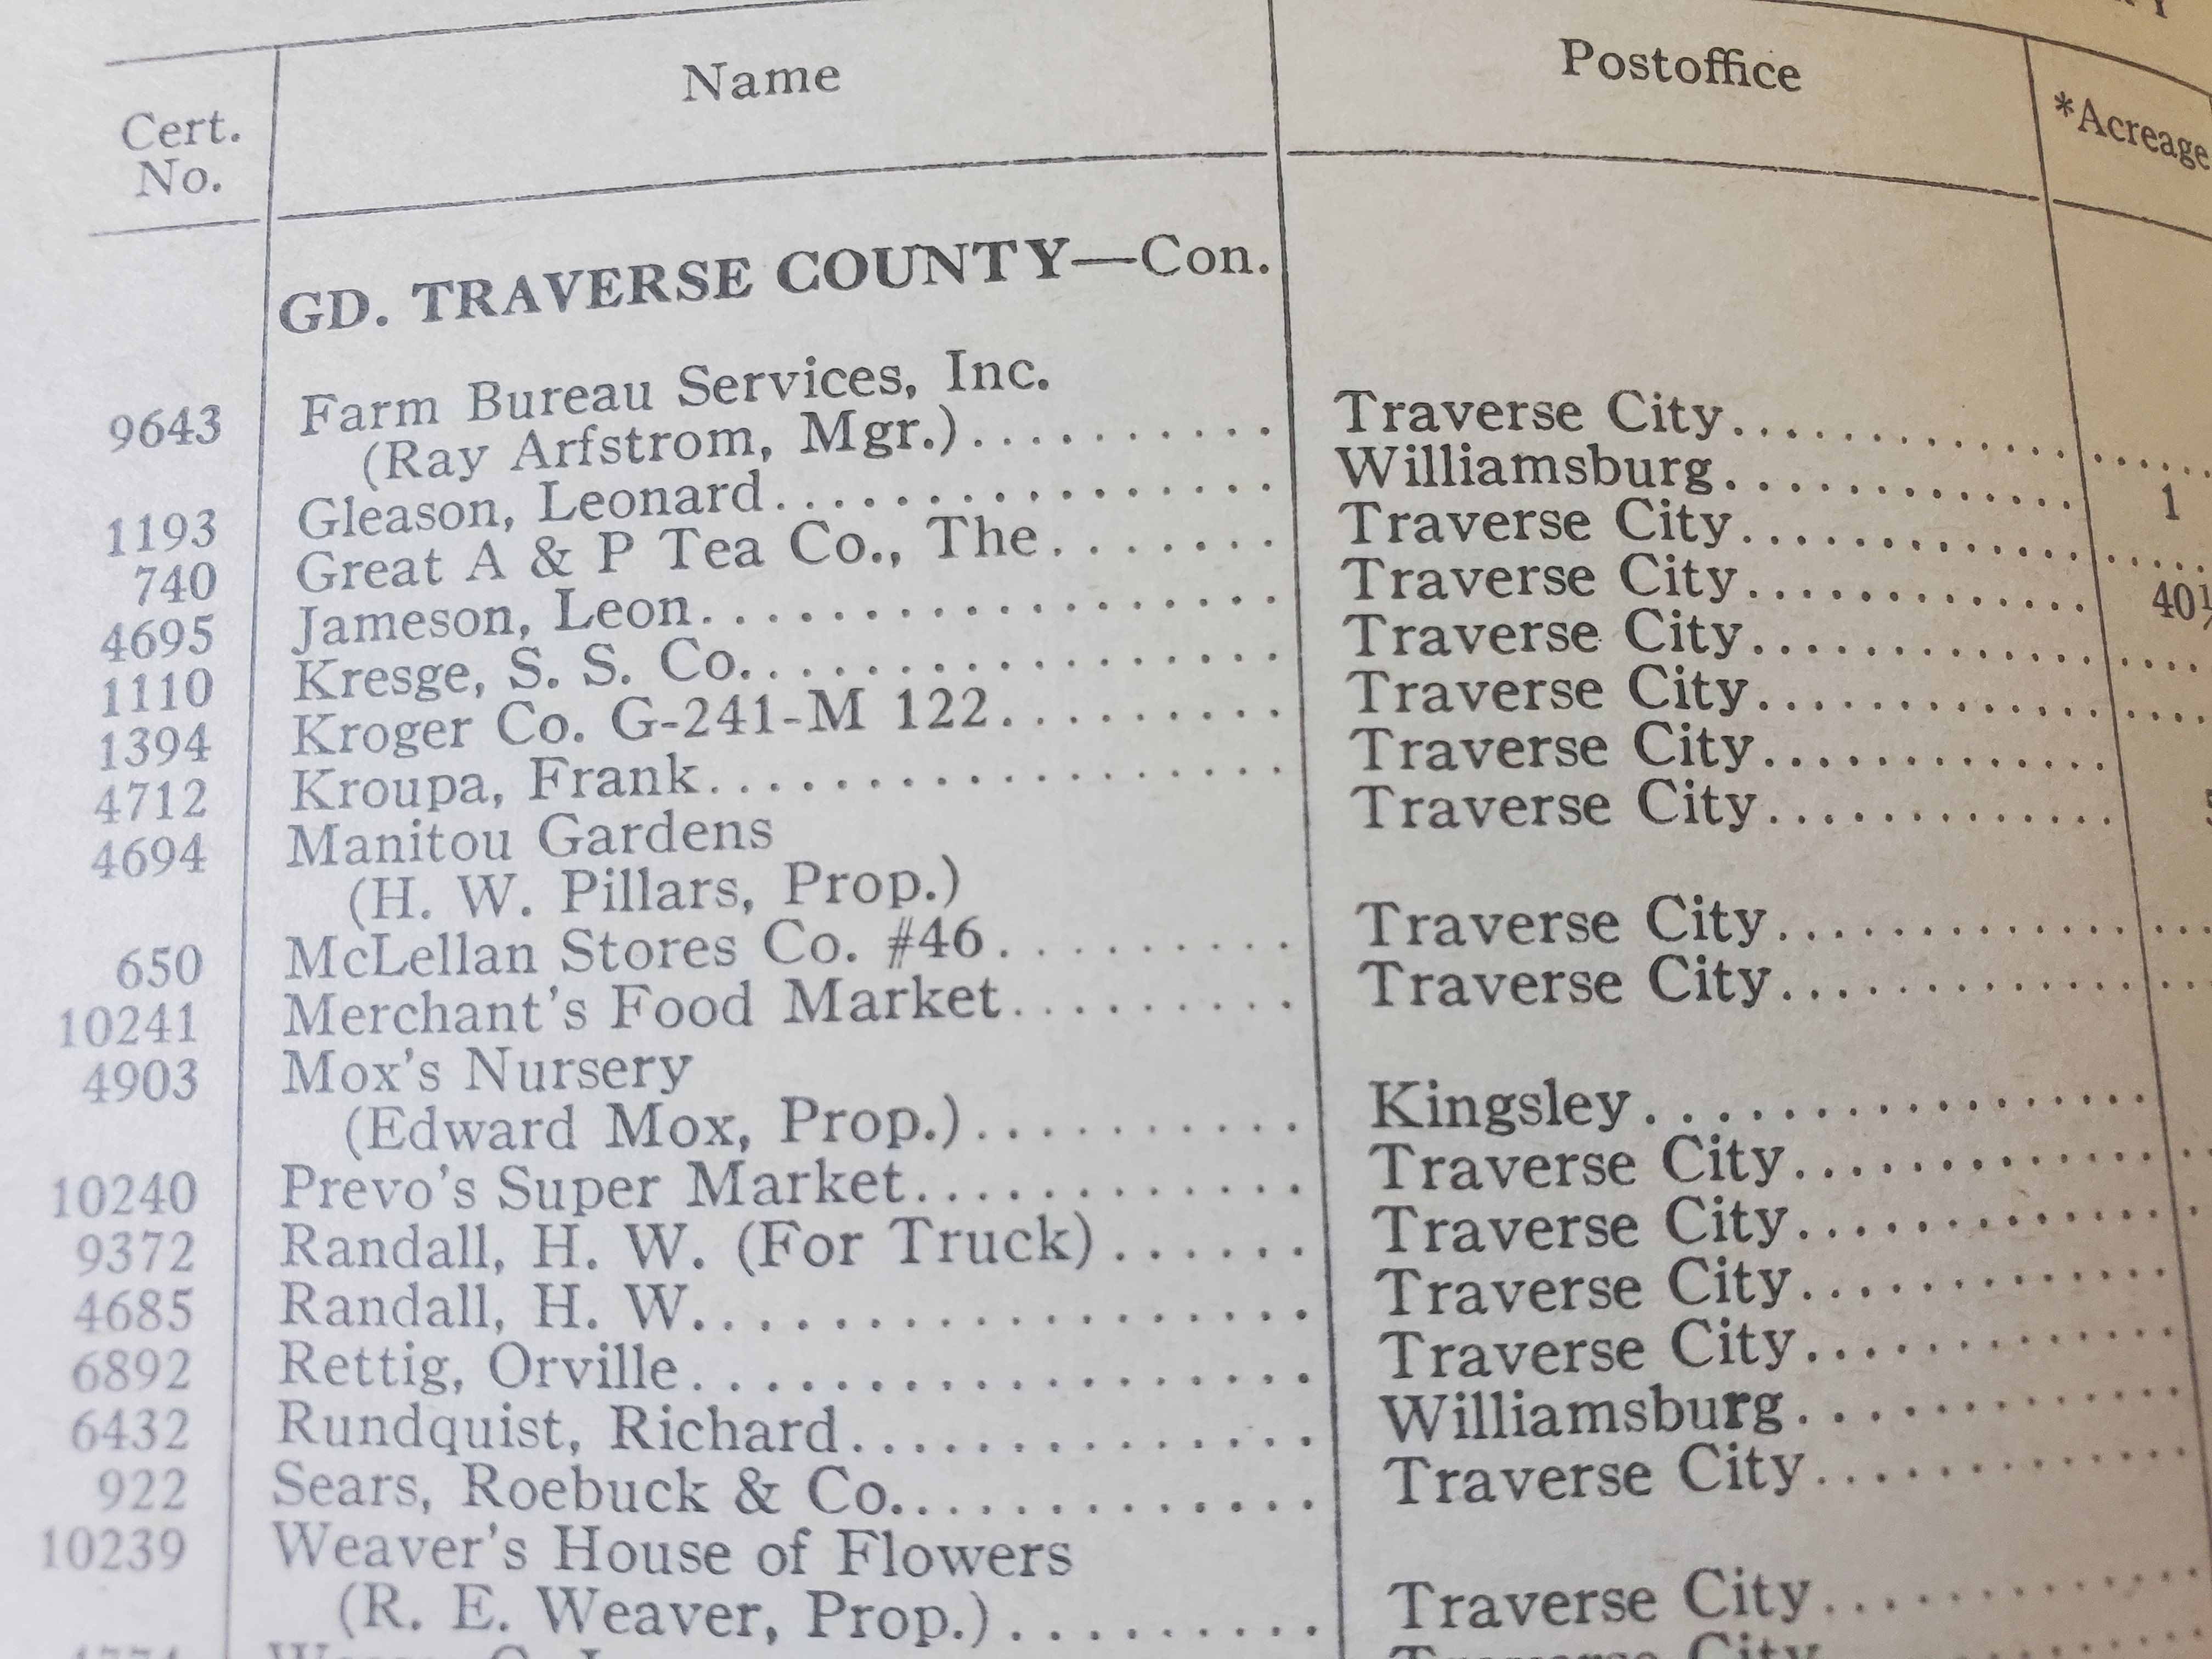 Cert. No. Name Postoffice *Acreage
GD. TRAVERSE COUNTY—Con.
9643 Farm Bureau Services, Inc.
(Ray Arfstrom, Mgr.).......... Traverse City..............
1193 Gleason, Leonard................. Williamsburg.............. 1
740 Great A & P Tea Co., The....... Traverse City..............
4695 Jameson, Leon.................. Traverse City..............
1110 Kresge, S. S. Co.................. Traverse City..............
1394 Kroger Co. G-241-M 122......... Traverse City..............
4712 Kroupa, Frank.................. Traverse City..............
4694 Manitou Gardens
(H. W. Pillars, Prop.) Traverse City..............
650 McLellan Stores Co. #46.......... Traverse City..............
10241 Merchant's Food Market.......... Traverse City..............
4903 Mox's Nursery
(Edward Mox, Prop.)........... Kingsley..................
10240 Prevo's Super Market............. Traverse City..............
9372 Randall, H. W. (For Truck)...... Traverse City..............
4685 Randall, H. W.................. Traverse City..............
6892 Rettig, Orville................... Traverse City..............
6432 Rundquist, Richard.............. Williamsburg..............
922 Sears, Roebuck & Co............. Traverse City..............
10239 Weaver's House of Flowers
(R. E. Weaver, Prop.).......... Traverse City..............